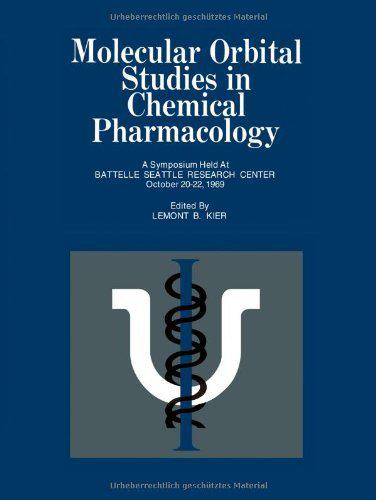 Urheberrechtlich geschütztes Material
Molecular Orbital
Studies in
Chemical
Pharmacology
A Symposium Held At
BATTELLE SEATTLE RESEARCH CENTER
October 20-22, 1969
Edited By
LEMONT B. KIER
Urheberrechtlich geschütztes Material